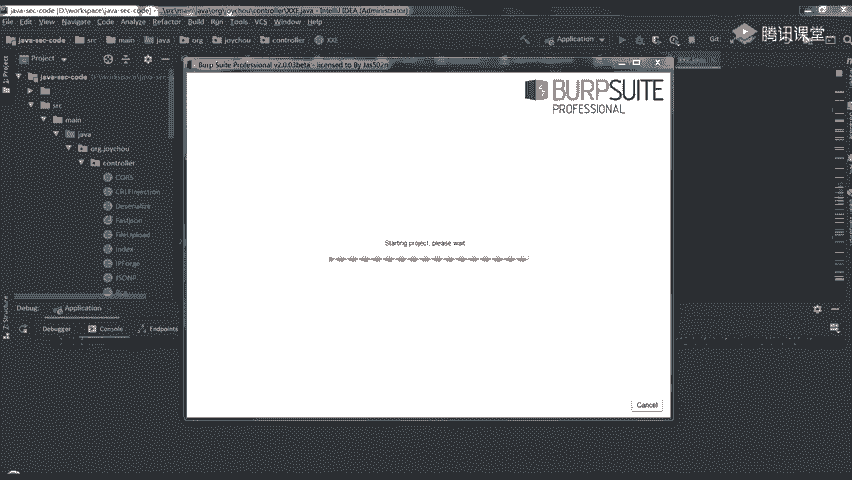 java-sec-code [D:\workspace\java-sec-code] - ...\src\main\java\org\joychou\controller\XXE.java - IntelliJ IDEA (Administrator)
File Edit View Navigate Code Analyze Refactor Build Run Tools VCS Window Help
java-sec-code src main java org joychou controller XXE Application Git:
腾讯课堂
1: Project
Project
java-sec-code
src
main
java
org.joychou
controller
CORS
CRLFInjection
Deserialize
Fastjson
FileUpload
Index
IPForge
JSONP
Burp Suite Professional v2.0.03beta - licensed to By Jas502n
BURPSUITE
PROFESSIONAL
Starting project, please wait
Cancel
Z: Structure
Debug: Application
Debugger Console Endpoints